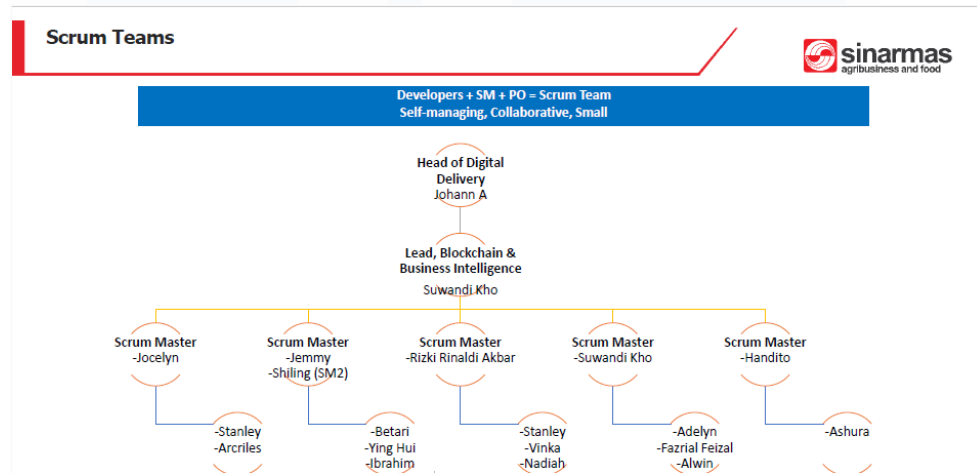 Scrum Teams
sinarmas
agribusiness and food
Developers + SM + PO = Scrum Team
Self-managing, Collaborative, Small
Head of Digital
Delivery
Johann A
Lead, Blockchain &
Business Intelligence
Suwandi Kho
Scrum Master
-Jocelyn
Scrum Master
-Jemmy
-Shiling (SM2)
Scrum Master
-Rizki Rinaldi Akbar
Scrum Master
-Suwandi Kho
Scrum Master
-Handito
-Stanley
-Arcriles
-Betari
-Ying Hui
-Ibrahim
-Stanley
-Vinka
-Nadiah
-Adelyn
-Fazrial Feizal
-Alwin
-Ashura